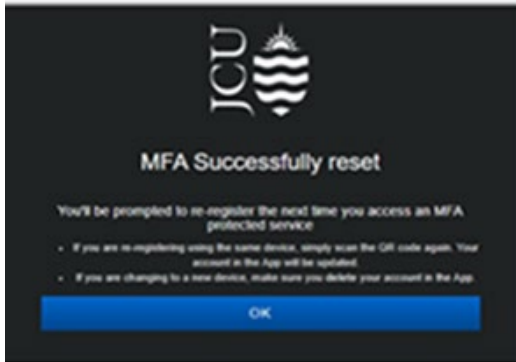 JCU
MFA Successfully reset
You'll be prompted to re-register the next time you access an MFA
protected service
If you are re-registering using the same device, simply scan the QR code again. Your
account in the App will be updated.
If you are changing to a new device, make sure you delete your account in the App.
OK